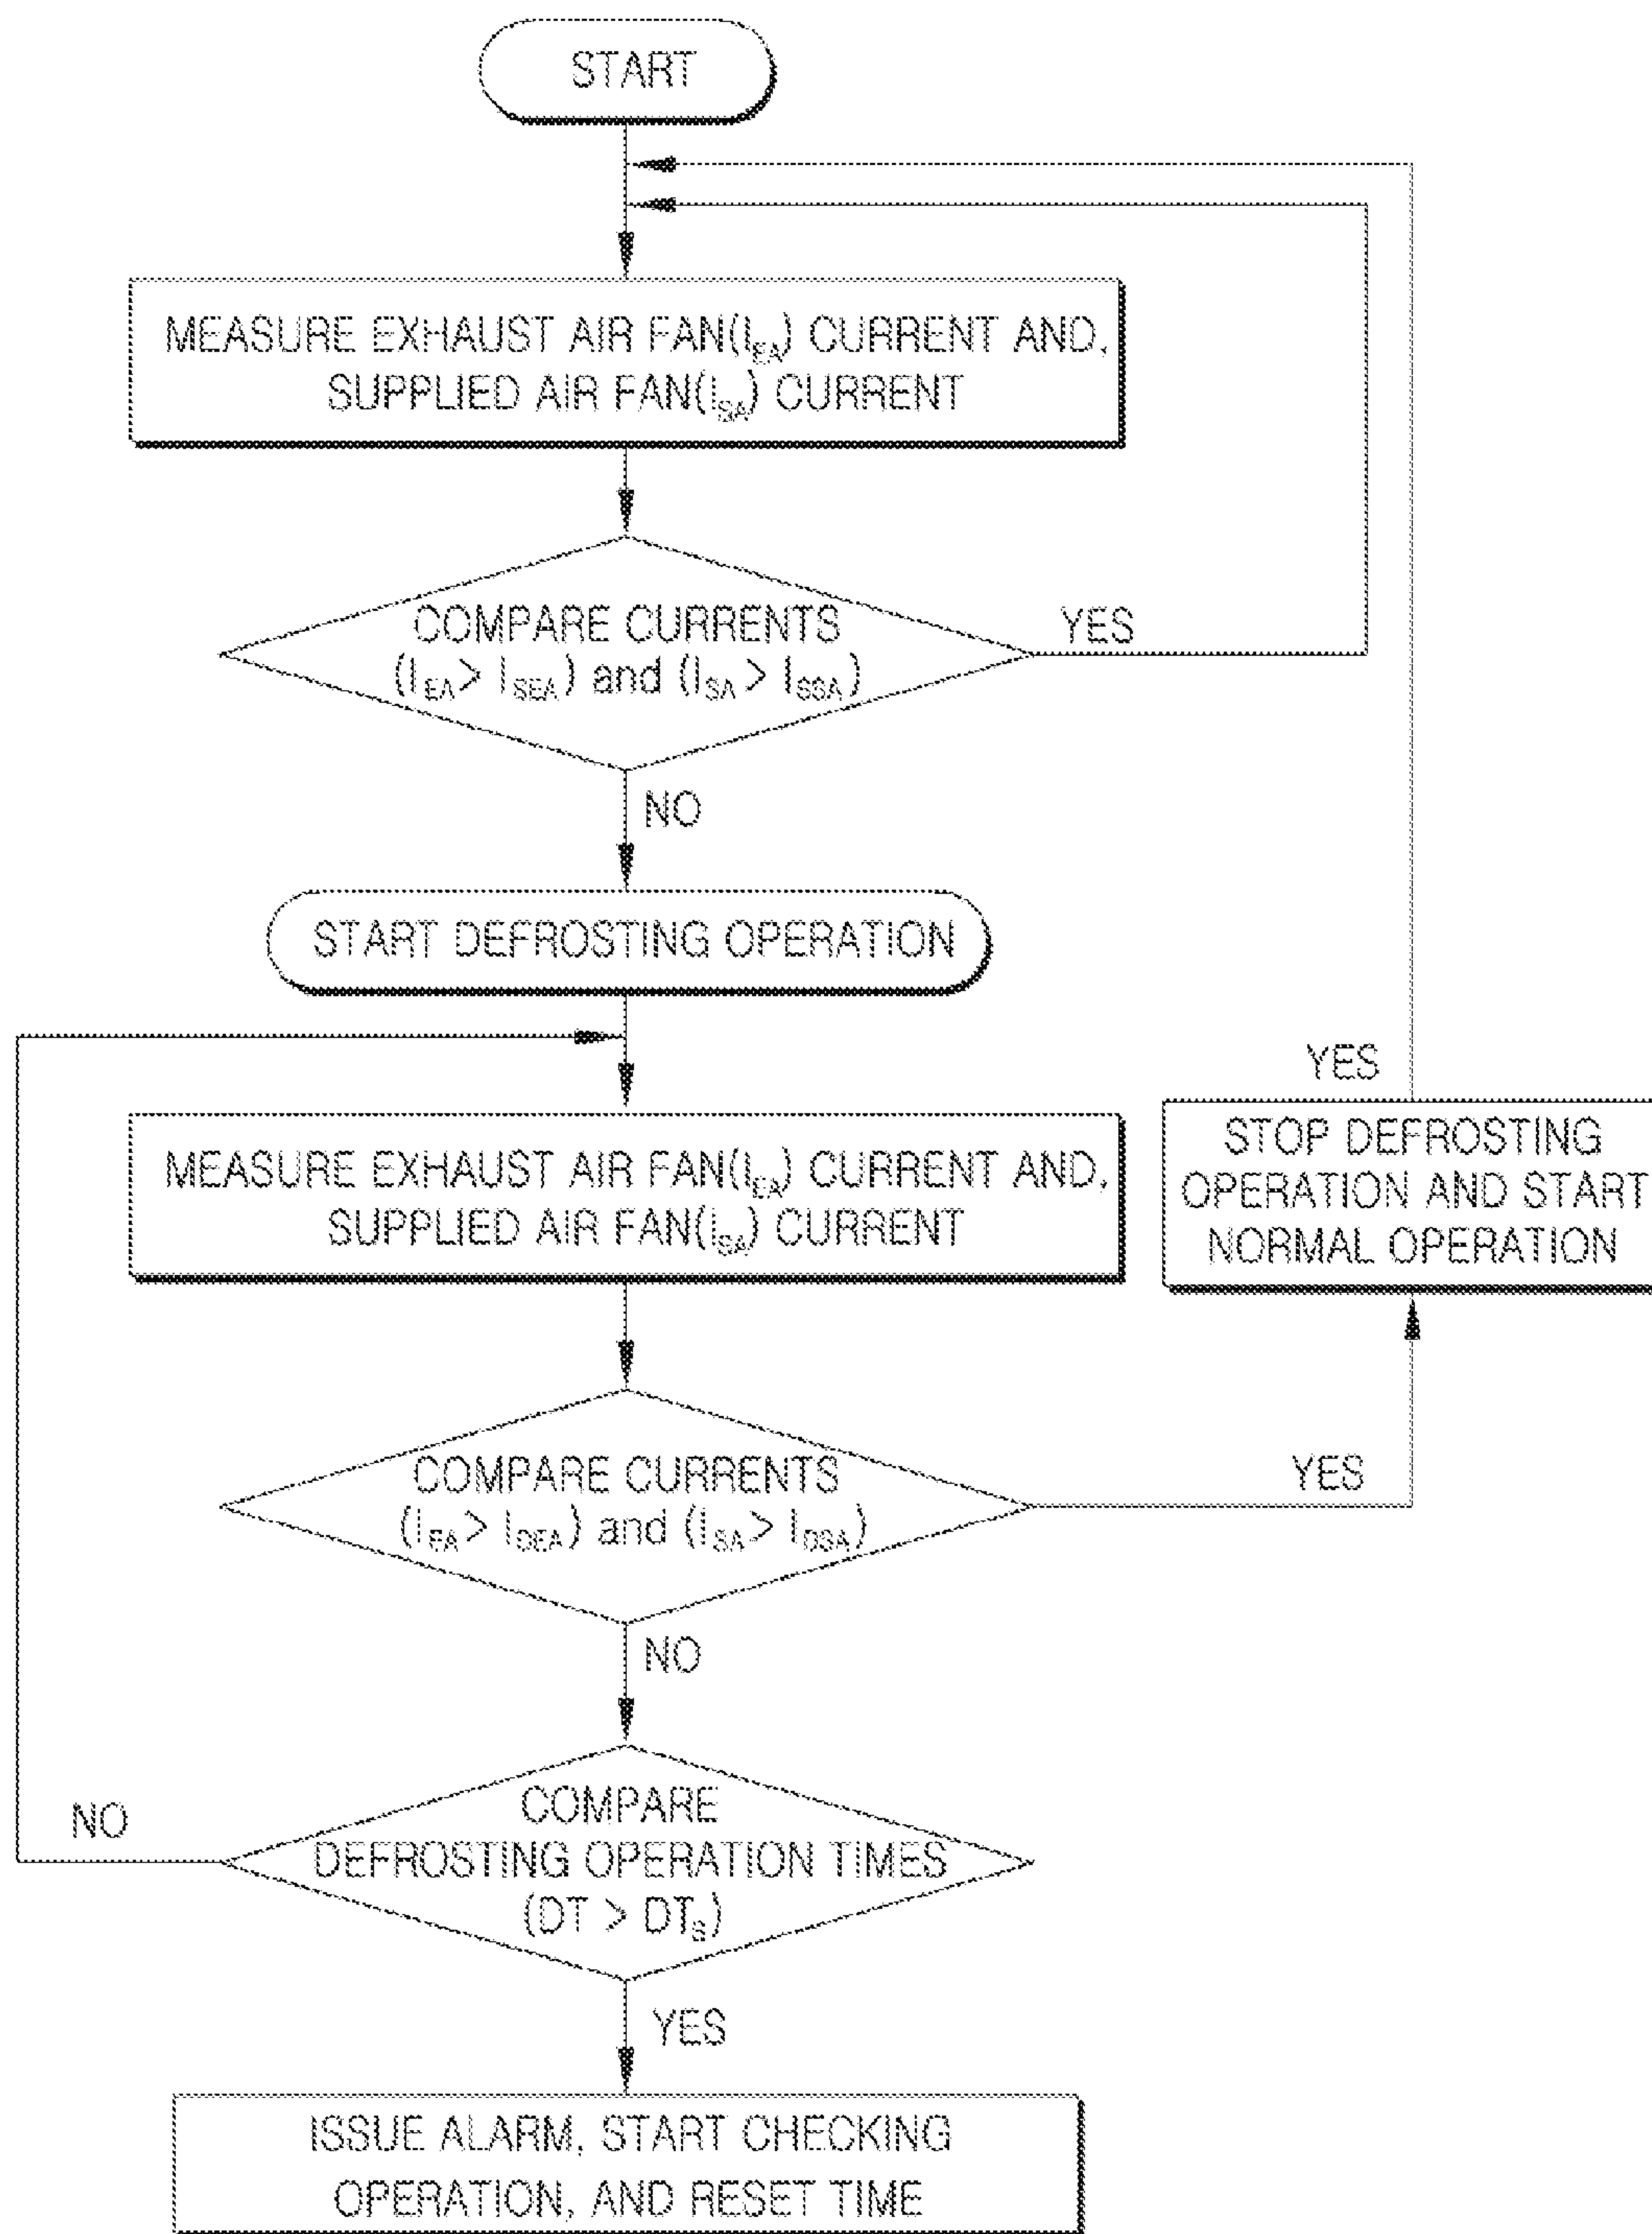 START
MEASURE EXHAUST AIR FAN(I_EA) CURRENT AND,
SUPPLIED AIR FAN(I_SA) CURRENT
COMPARE CURRENTS
(I_EA > I_SEA) and (I_SA > I_SSA)
YES
NO
START DEFROSTING OPERATION
MEASURE EXHAUST AIR FAN(I_EA) CURRENT AND,
SUPPLIED AIR FAN(I_SA) CURRENT
YES
STOP DEFROSTING
OPERATION AND START
NORMAL OPERATION
COMPARE CURRENTS
(I_EA > I_DEA) and (I_SA > I_DSA)
YES
NO
COMPARE
DEFROSTING OPERATION TIMES
(DT > DT_S)
NO
YES
ISSUE ALARM, START CHECKING
OPERATION, AND RESET TIME